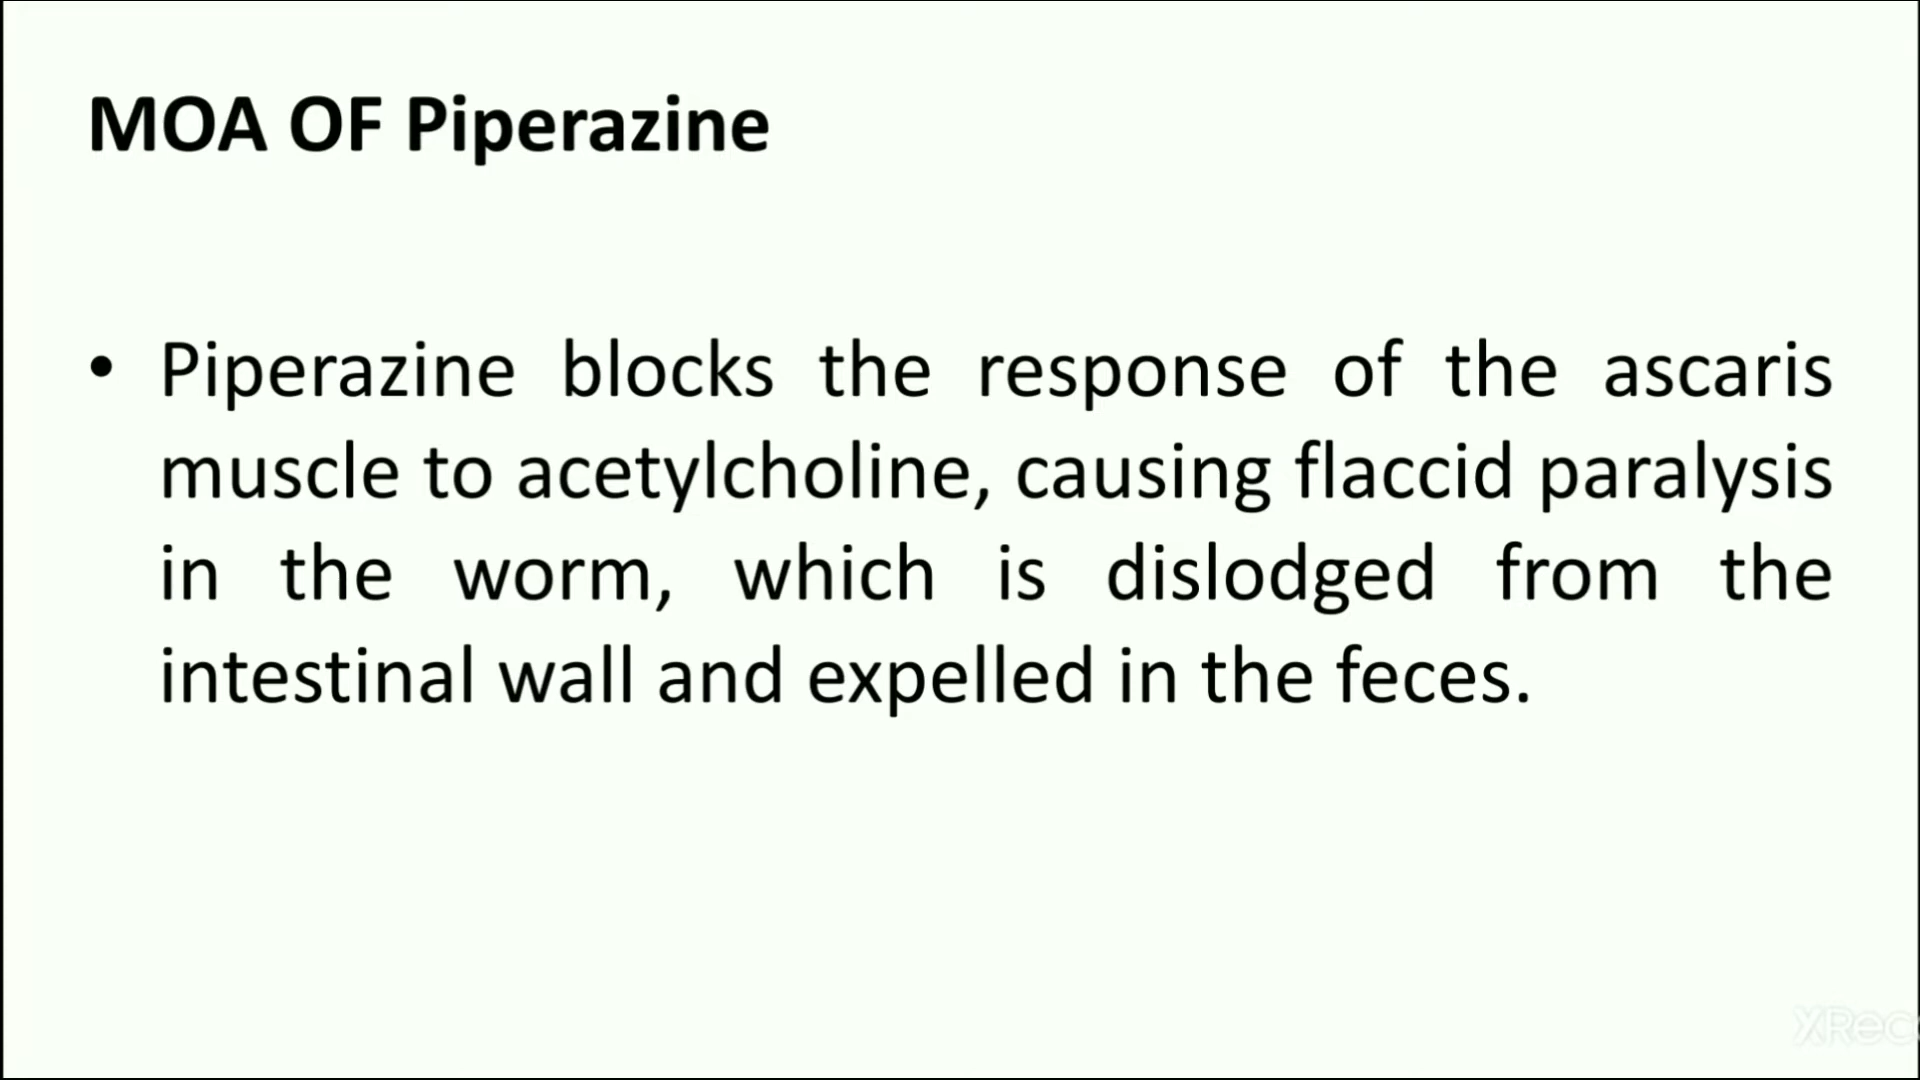 MOA OF Piperazine
• Piperazine blocks the response of the ascaris
muscle to acetylcholine, causing flaccid paralysis
in the worm, which is dislodged from the
intestinal wall and expelled in the feces.